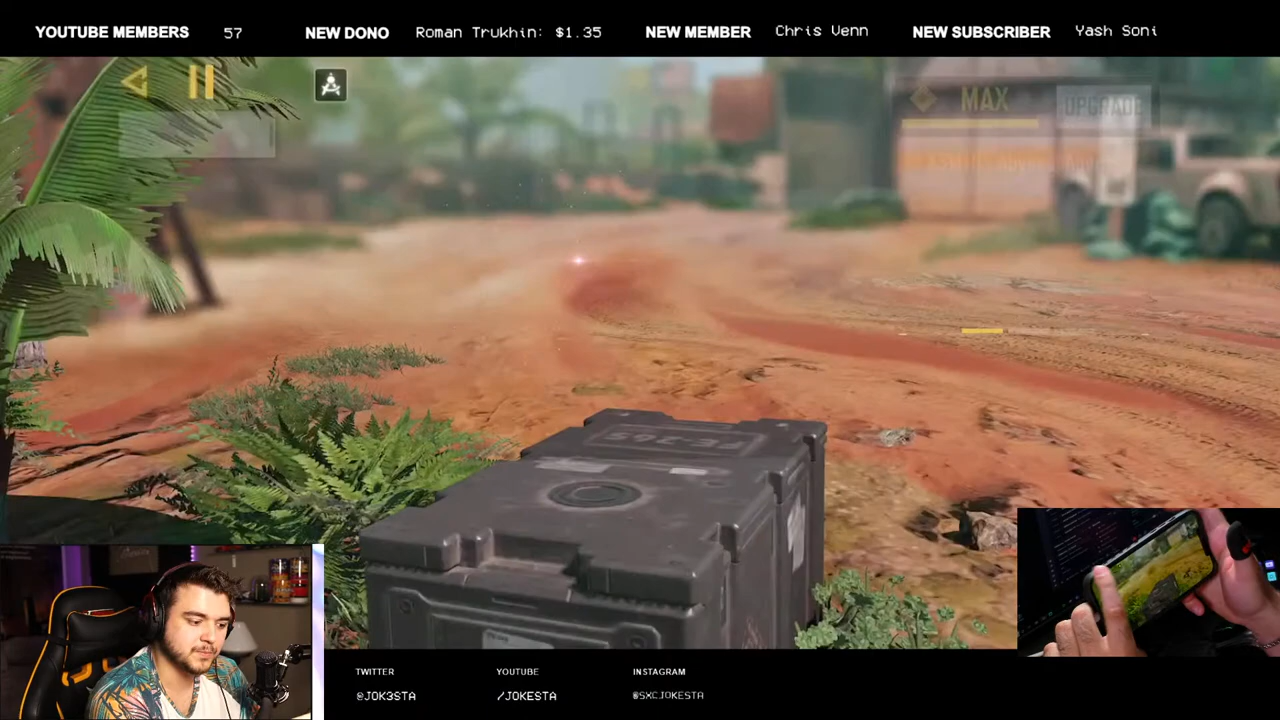 YOUTUBE MEMBERS 57 NEW DONO Roman Trukhin: $1.35 NEW MEMBER Chris Venn NEW SUBSCRIBER Yash Soni
MAX UPGRADE
TWITTER YOUTUBE INSTAGRAM
@JOK3STA /JOKESTA @SXCJOKESTA